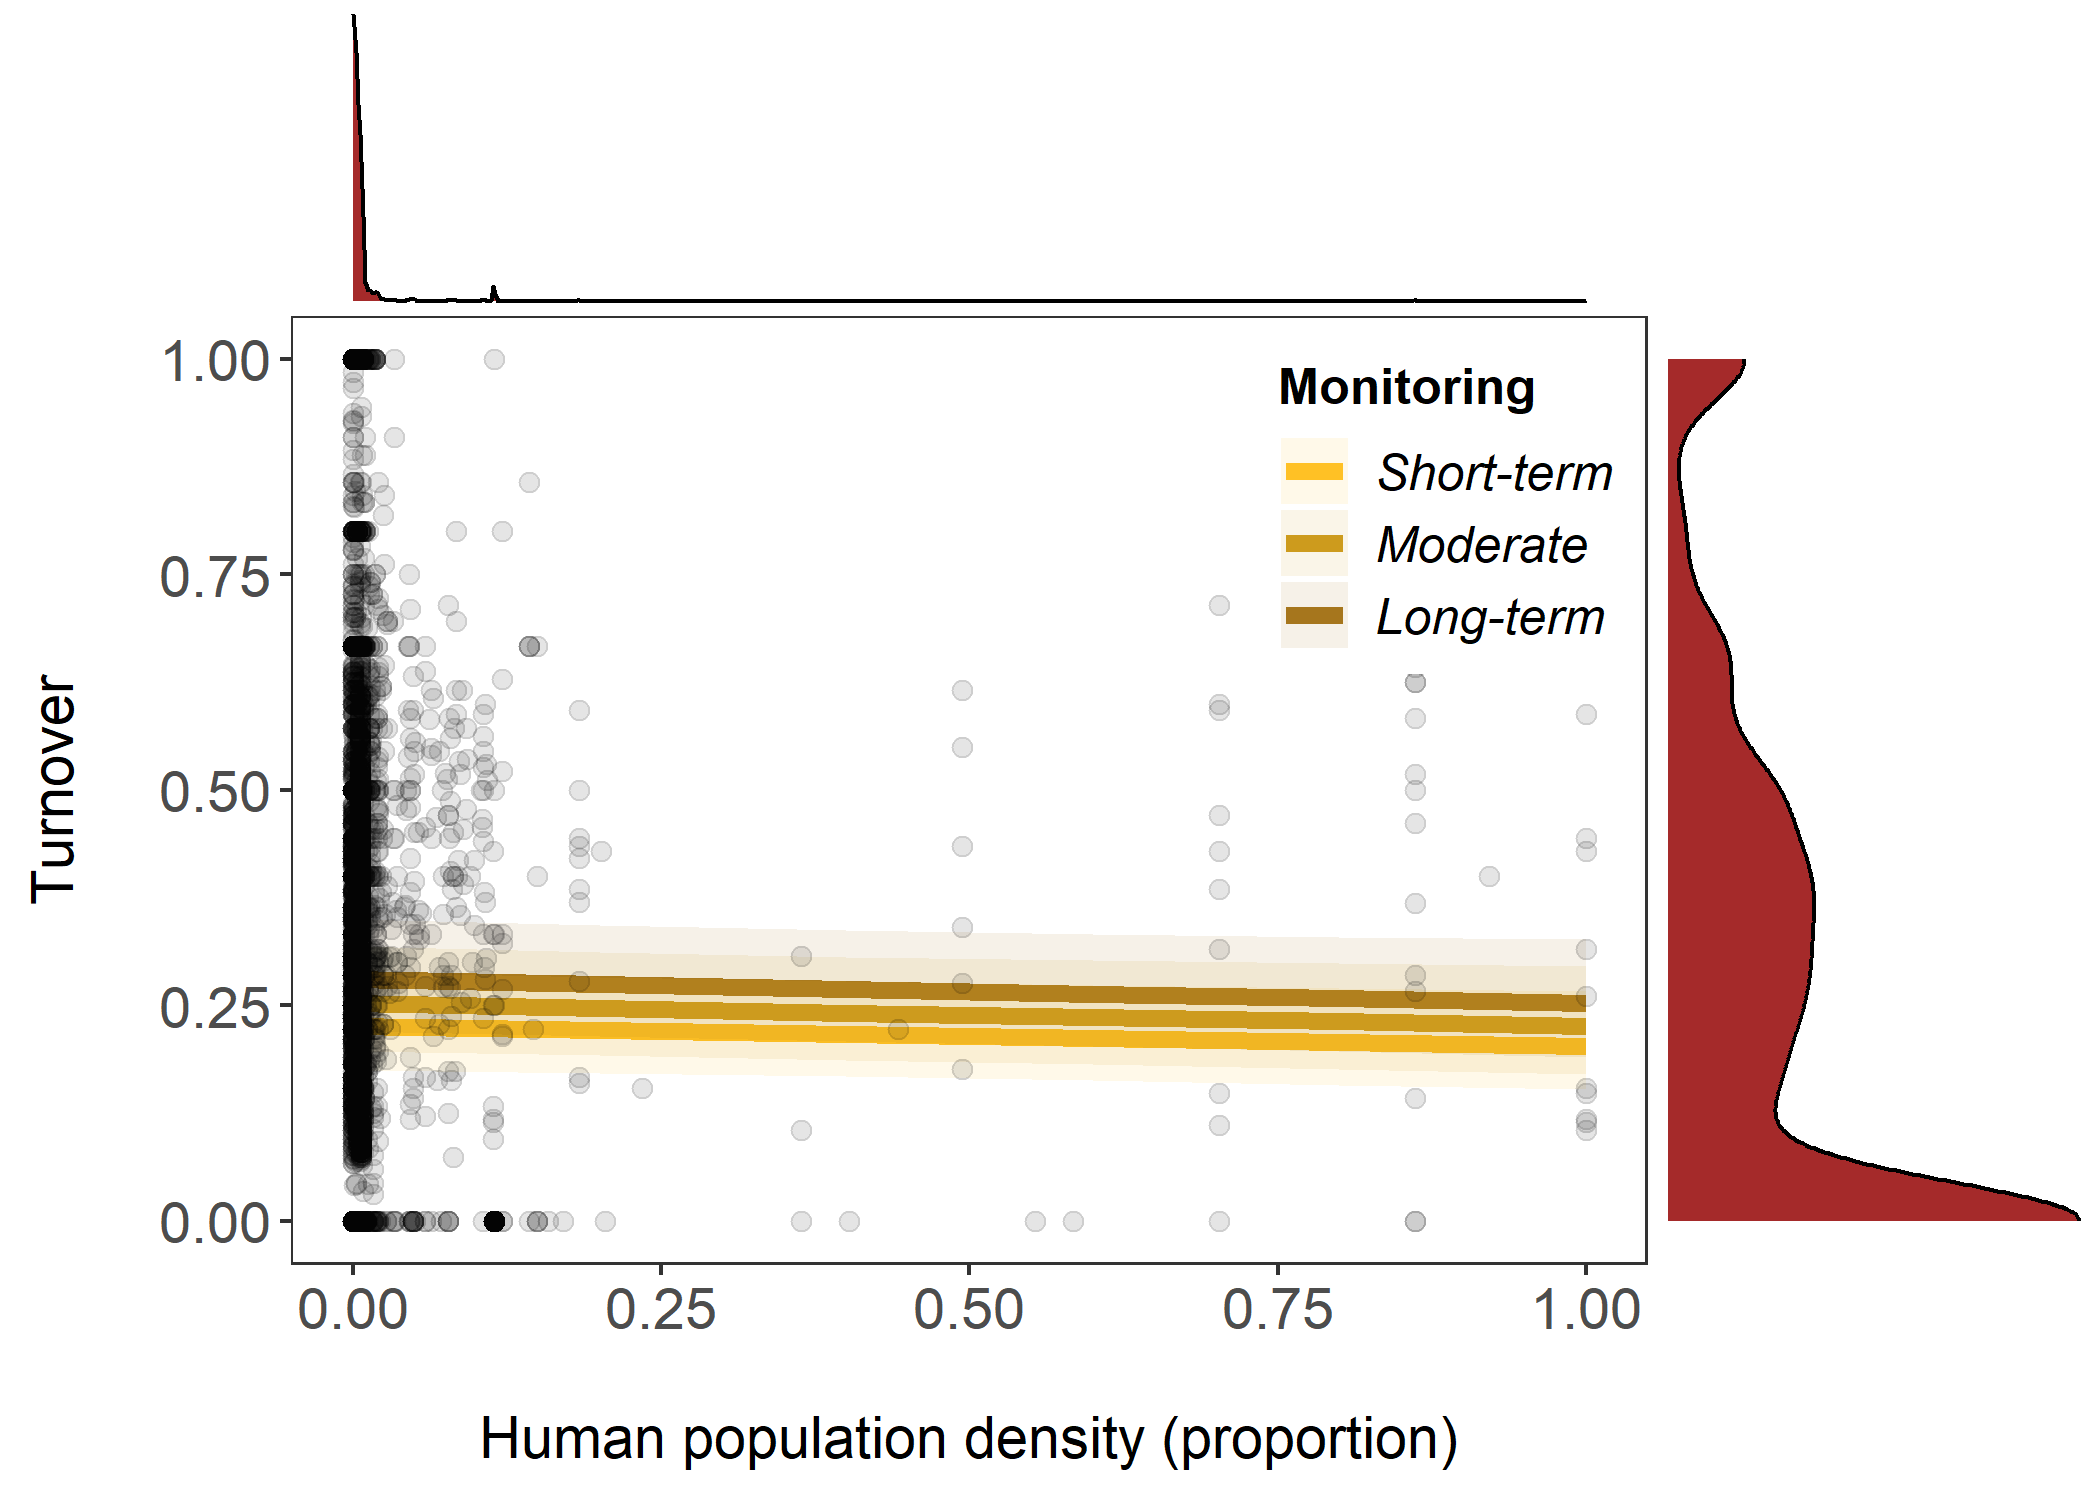 Monitoring
Short-term
Moderate
Long-term
1.00
0.75
0.50
0.25
0.00
Turnover
0.00 0.25 0.50 0.75 1.00
Human population density (proportion)